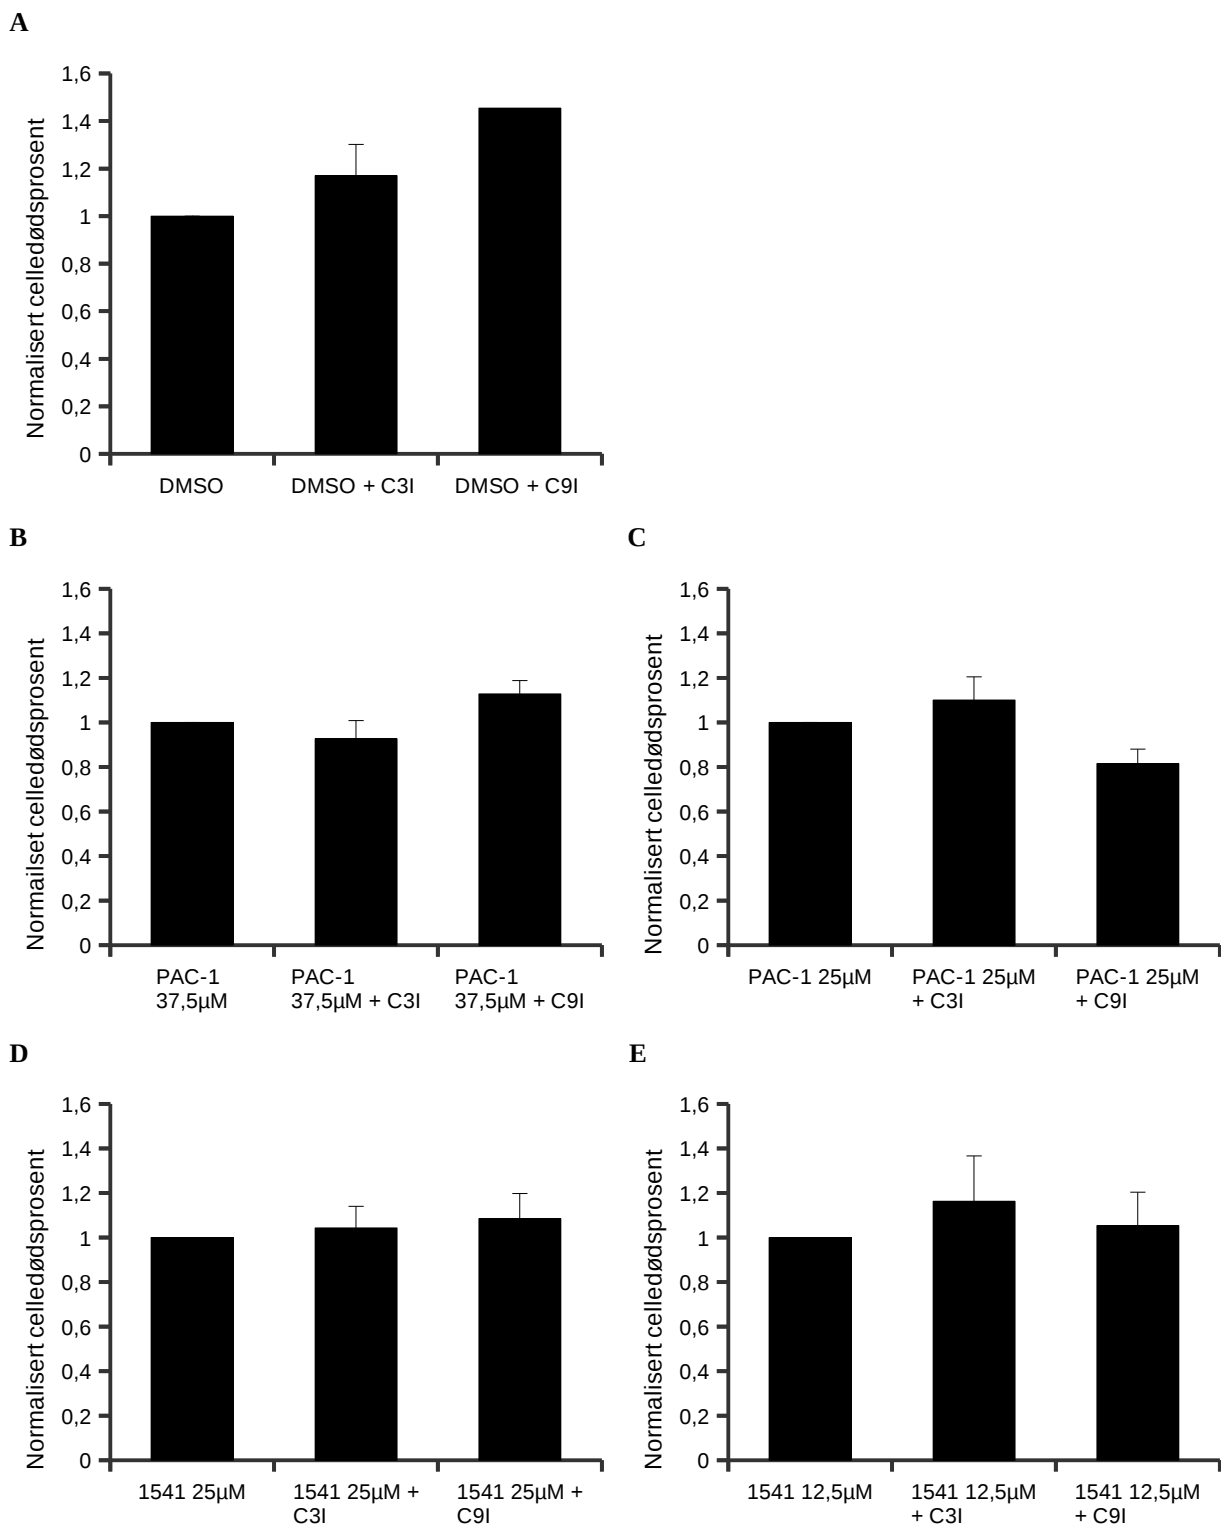 A
Normalisert celledødsprosent
1,6
1,4
1,2
1
0,8
0,6
0,4
0,2
0
DMSO
DMSO + C3I
DMSO + C9I
B
Normailset celledødsprosent
1,6
1,4
1,2
1
0,8
0,6
0,4
0,2
0
PAC-1
37,5µM
PAC-1
37,5µM + C3I
PAC-1
37,5µM + C9I
C
Normalisert celledødsprosent
1,6
1,4
1,2
1
0,8
0,6
0,4
0,2
0
PAC-1 25µM
PAC-1 25µM
+ C3I
PAC-1 25µM
+ C9I
D
Normalisert celledødsprosent
1,6
1,4
1,2
1
0,8
0,6
0,4
0,2
0
1541 25µM
1541 25µM +
C3I
1541 25µM +
C9I
E
Normalisert celledødsprosent
1,6
1,4
1,2
1
0,8
0,6
0,4
0,2
0
1541 12,5µM
1541 12,5µM
+ C3I
1541 12,5µM
+ C9I